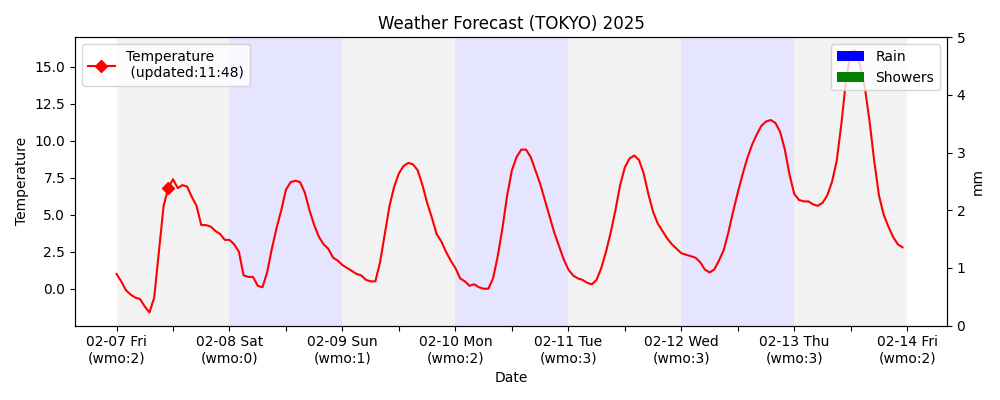 Weather Forecast (TOKYO) 2025
Temperature
(updated:11:48)
Rain
Showers
Temperature
15.0
12.5
10.0
7.5
5.0
2.5
0.0
5
4
3
2
1
0
mm
02-07 Fri
(wmo:2)
02-08 Sat
(wmo:0)
02-09 Sun
(wmo:1)
02-10 Mon
(wmo:2)
02-11 Tue
(wmo:3)
02-12 Wed
(wmo:3)
02-13 Thu
(wmo:3)
02-14 Fri
(wmo:2)
Date